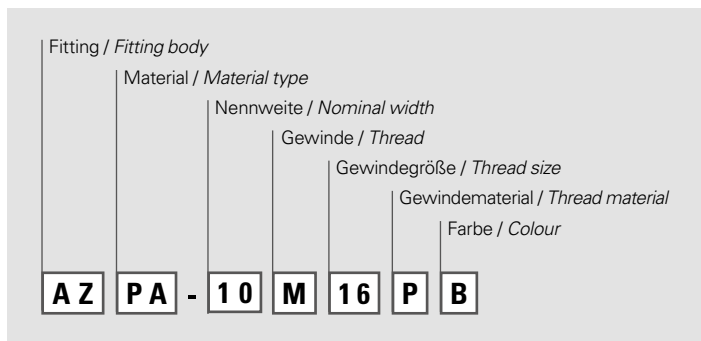 Fitting / Fitting body
Material / Material type
Nennweite / Nominal width
Gewinde / Thread
Gewindegröße / Thread size
Gewindematerial / Thread material
Farbe / Colour
AZ PA - 10 M 16 P B